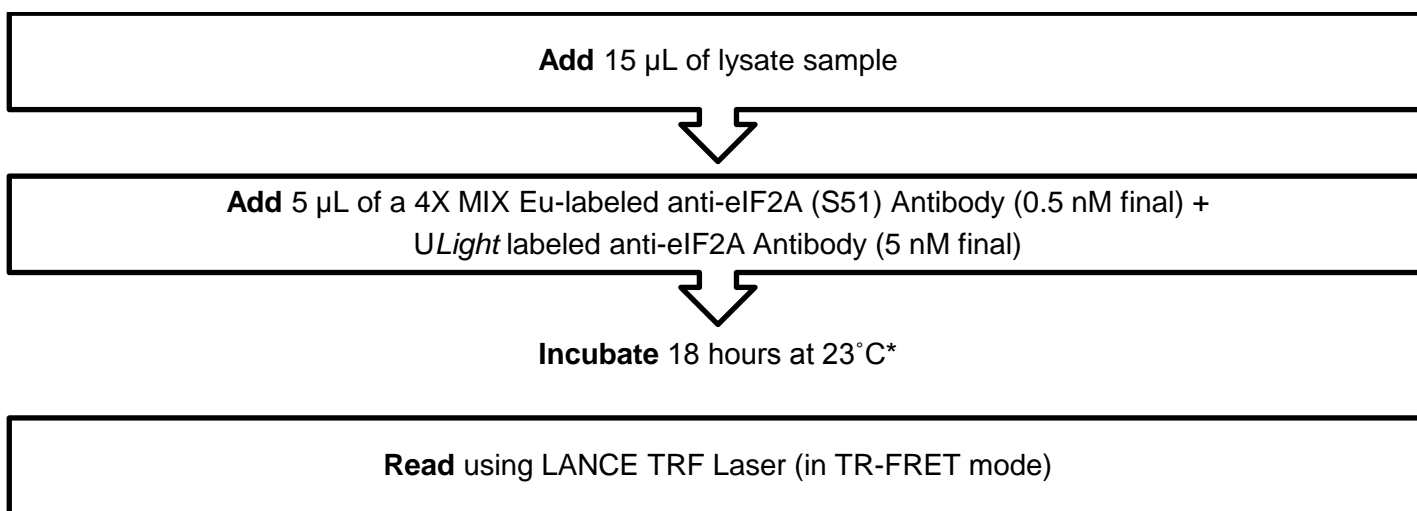 Add 15 µL of lysate sample
Add 5 µL of a 4X MIX Eu-labeled anti-eIF2A (S51) Antibody (0.5 nM final) +
ULight labeled anti-eIF2A Antibody (5 nM final)
Incubate 18 hours at 23˚C*
Read using LANCE TRF Laser (in TR-FRET mode)